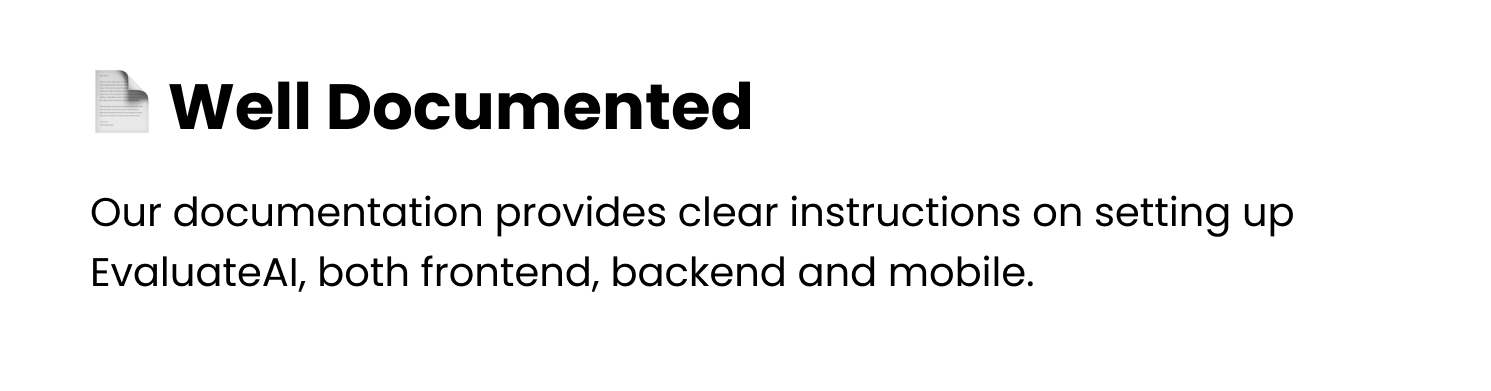 Well Documented
Our documentation provides clear instructions on setting up
EvaluateAI, both frontend, backend and mobile.